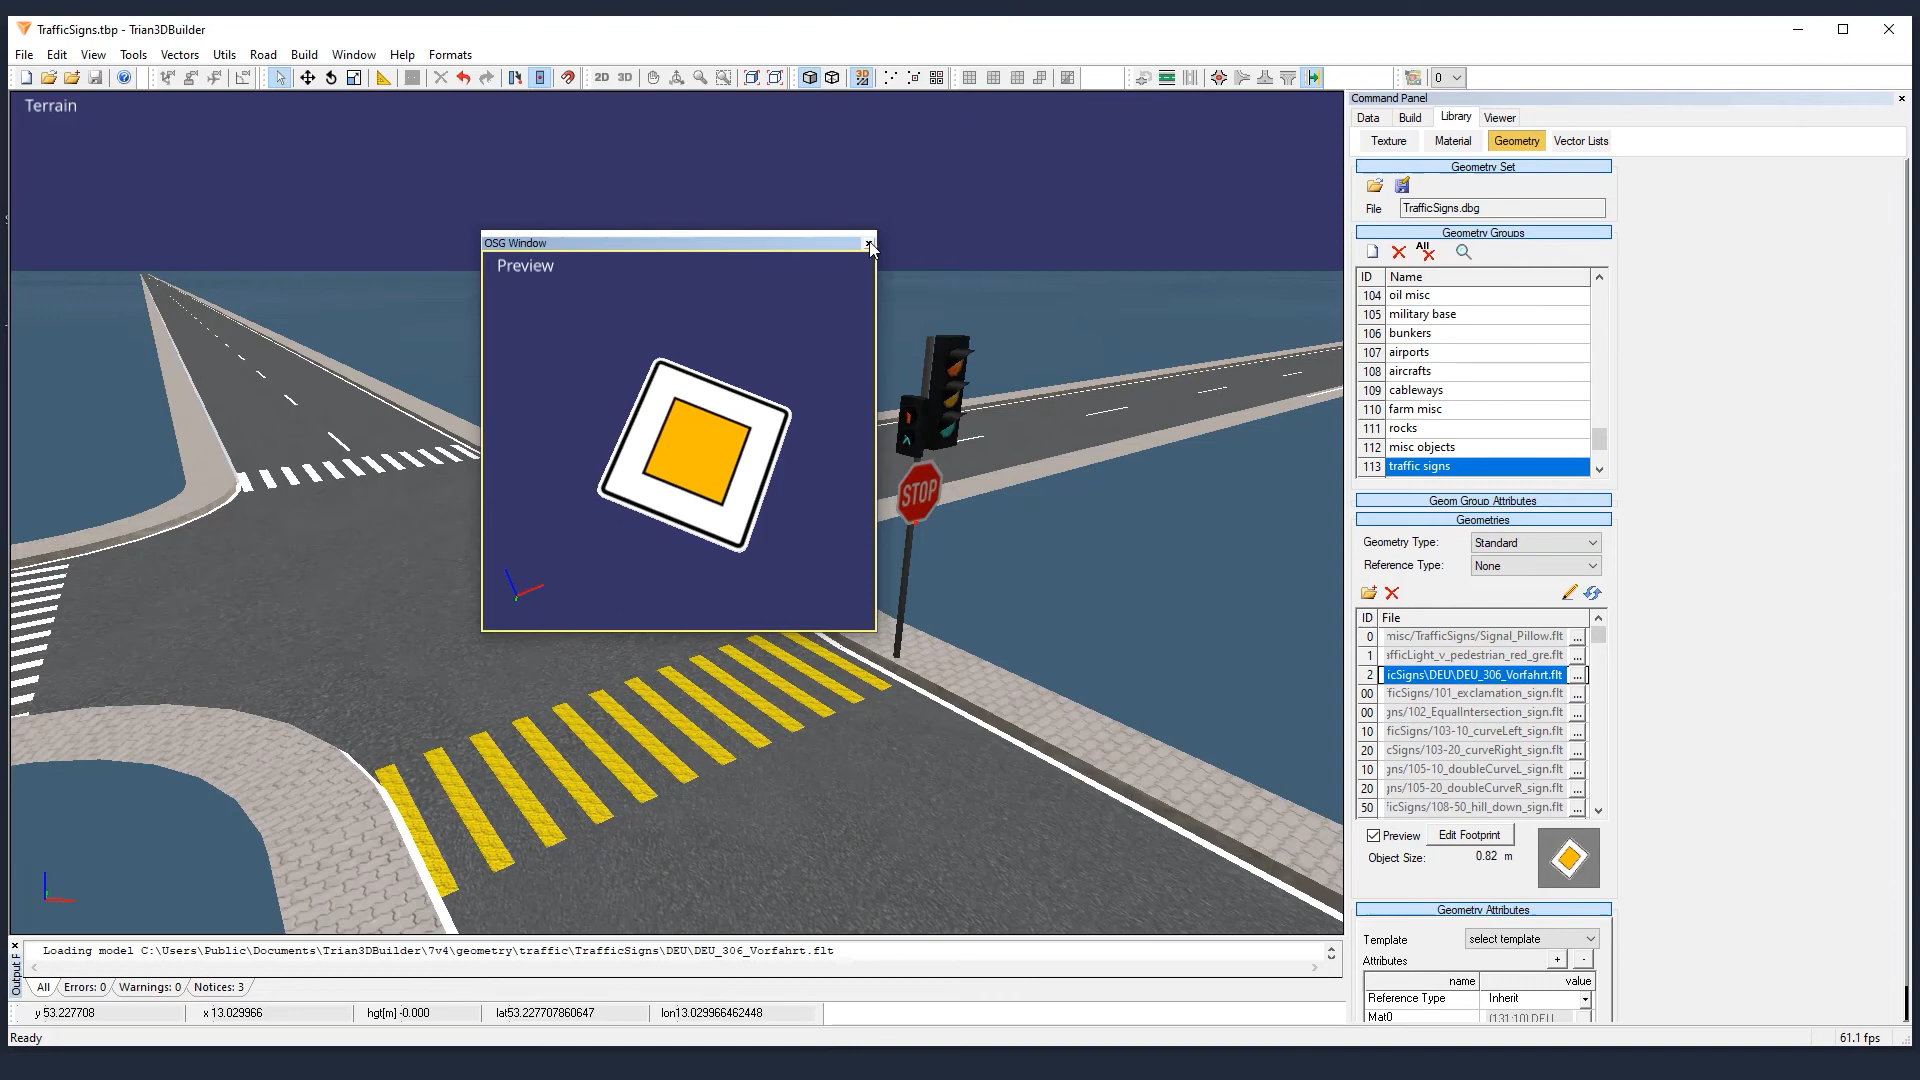 TrafficSigns.tbp - Trian3DBuilder
File Edit View Tools Vectors Utils Road Build Window Help Formats
2D 3D 3D 0
Terrain
OSG Window
Preview
STOP
Command Panel
Data Build Library Viewer
Texture Material Geometry Vector Lists
Geometry Set
File TrafficSigns.dbg
Geometry Groups
All
ID Name
104 oil misc
105 military base
106 bunkers
107 airports
108 aircrafts
109 cableways
110 farm misc
111 rocks
112 misc objects
113 traffic signs
Geom Group Attributes
Geometries
Geometry Type: Standard
Reference Type: None
ID File
0 misc/TrafficSigns/Signal_Pillow.flt ...
1 afficLight_v_pedestrian_red_gre.flt ...
2 icSigns\DEU\DEU_306_Vorfahrt.flt ...
00 ficSigns/101_exclamation_sign.flt ...
00 gns/102_EqualIntersection_sign.flt ...
10 ficSigns/103-10_curveLeft_sign.flt ...
20 cSigns/103-20_curveRight_sign.flt ...
10 gns/105-10_doubleCurveL_sign.flt ...
20 gns/105-20_doubleCurveR_sign.flt ...
50 ficSigns/108-50_hill_down_sign.flt ...
Preview Edit Footprint
Object Size: 0.82 m
Geometry Attributes
Template select template
Attributes + -
name value
Reference Type Inherit
Mat0 (131:10) DEU
Output F
Loading model C:\Users\Public\Documents\Trian3DBuilder\7v4\geometry\traffic\TrafficSigns\DEU\DEU_306_Vorfahrt.flt
All Errors: 0 Warnings: 0 Notices: 3
y 53.227708 x 13.029966 hgt[m] -0.000 lat53.227707860647 lon13.029966462448
Ready 61.1 fps